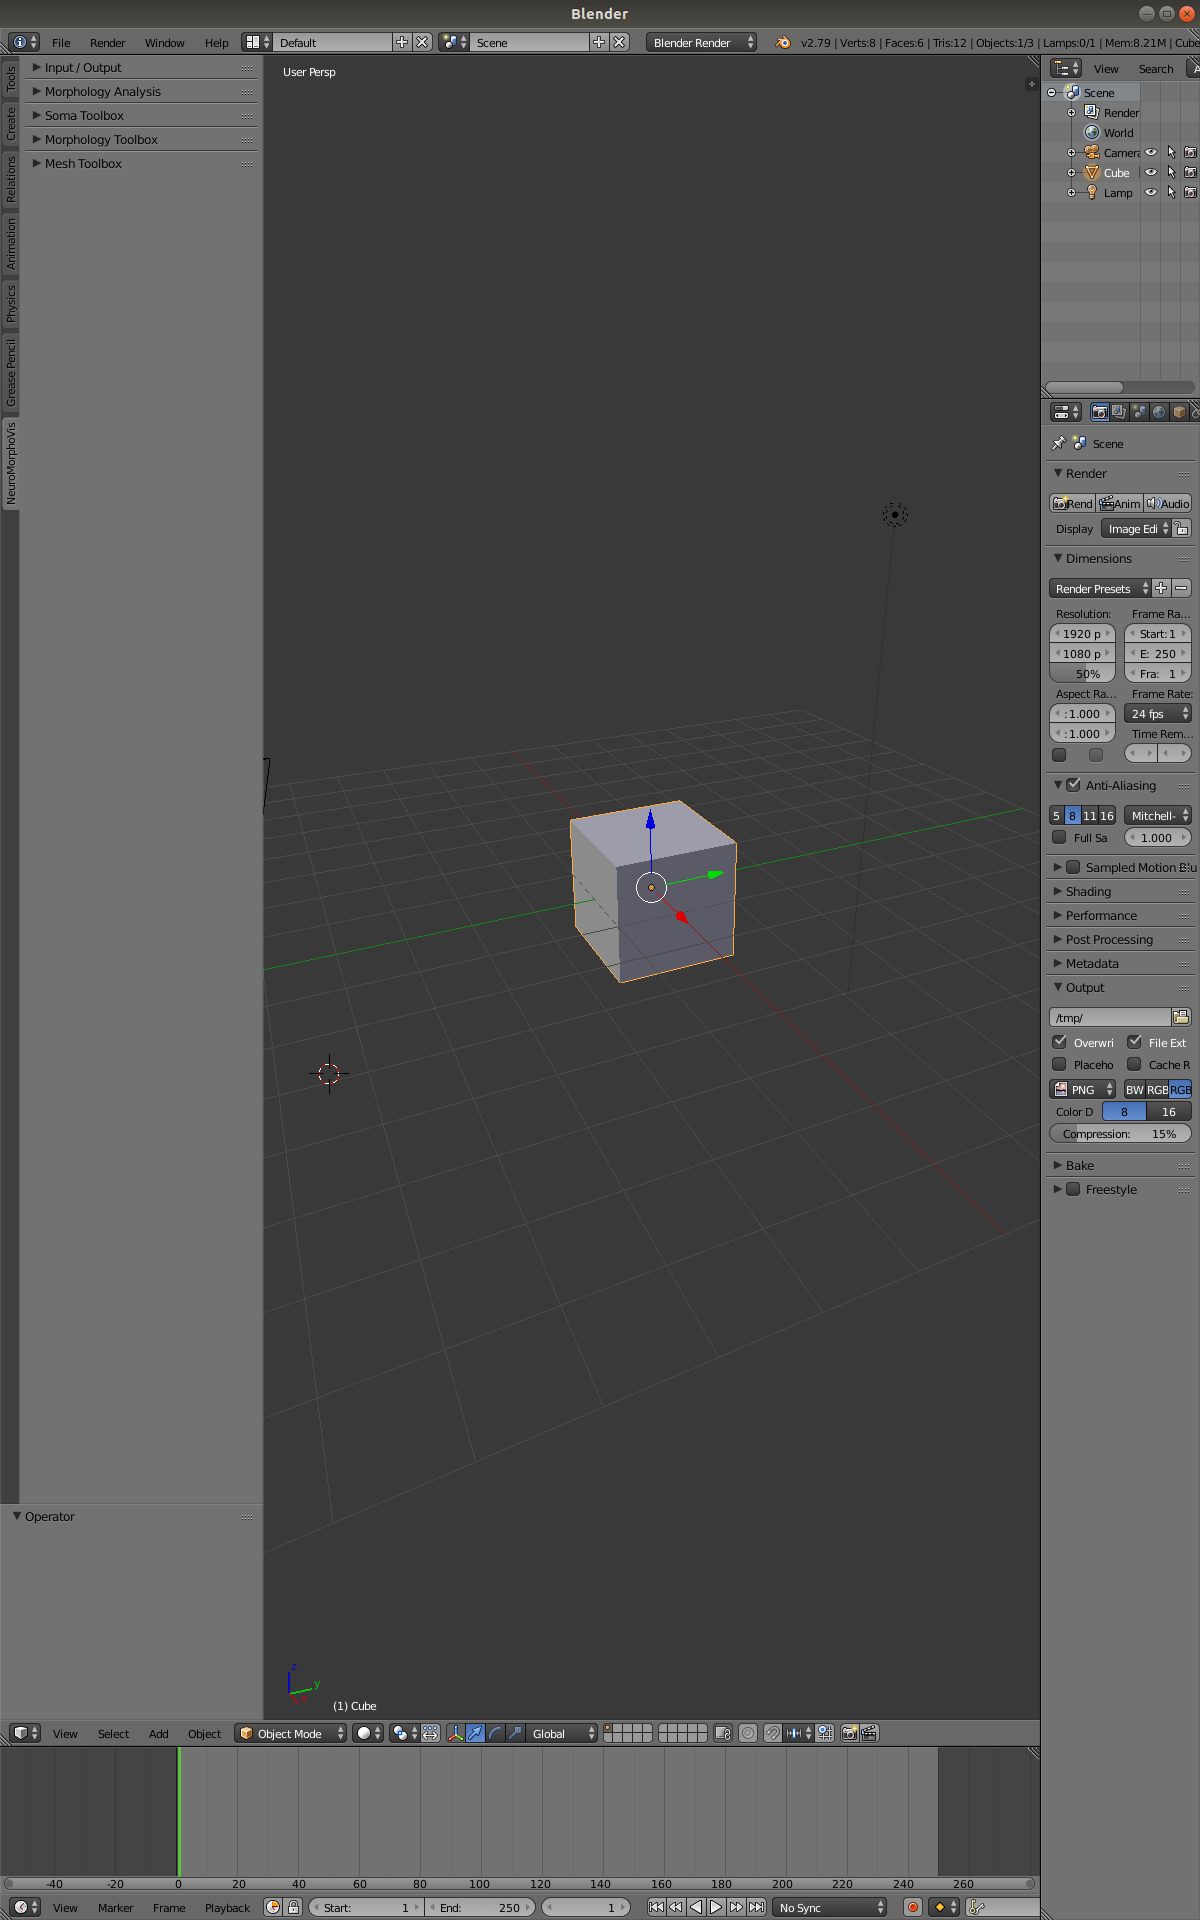 Blender
File Render Window Help Default Scene Blender Render v2.79 | Verts:8 | Faces:6 | Tris:12 | Objects:1/3 | Lamps:0/1 | Mem:8.21M | Cube
Tools
Create
Relations
Animation
Physics
Grease Pencil
NeuroMorphoVis
Input / Output
Morphology Analysis
Soma Toolbox
Morphology Toolbox
Mesh Toolbox
Operator
User Persp
z
y
(1) Cube
View Search
Scene
Render
World
Camera
Cube
Lamp
Scene
Render
Rend Anim Audio
Display Image Edi
Dimensions
Render Presets
Resolution: Frame Ra...
1920 p Start: 1
1080 p E: 250
50% Fra: 1
Aspect Ra... Frame Rate:
: 1.000 24 fps
: 1.000 Time Rem...
Anti-Aliasing
5 8 11 16 Mitchell-
Full Sa 1.000
Sampled Motion Blu
Shading
Performance
Post Processing
Metadata
Output
/tmp/
Overwri File Ext
Placeho Cache R
PNG BW RGB RGB
Color D 8 16
Compression: 15%
Bake
Freestyle
View Select Add Object Object Mode Global
-40 -20 0 20 40 60 80 100 120 140 160 180 200 220 240 260
View Marker Frame Playback Start: 1 End: 250 1 No Sync